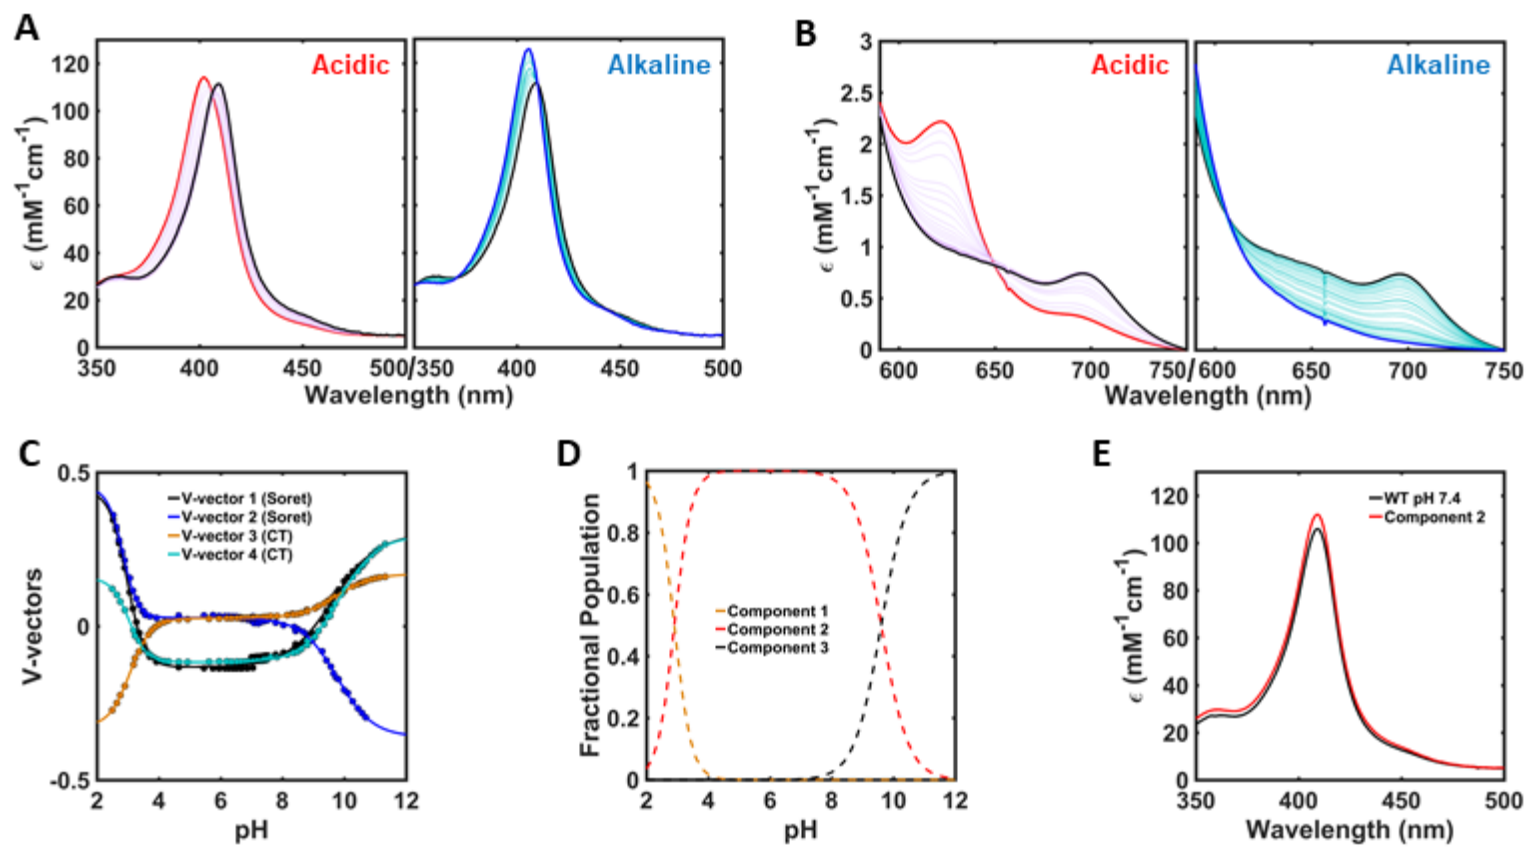 A
Acidic
Alkaline
120
100
80
60
40
20
0
ϵ (mM⁻¹cm⁻¹)
350 400 450 500/350 400 450 500
Wavelength (nm)
B
Acidic
Alkaline
3
2.5
2
1.5
1
0.5
0
ϵ (mM⁻¹cm⁻¹)
600 650 700 750/600 650 700 750
Wavelength (nm)
C
V-vector 1 (Soret)
V-vector 2 (Soret)
V-vector 3 (CT)
V-vector 4 (CT)
0.5
0
-0.5
V-vectors
2 4 6 8 10 12
pH
D
1
0.8
0.6
0.4
0.2
0
Fractional Population
Component 1
Component 2
Component 3
2 4 6 8 10 12
pH
E
WT pH 7.4
Component 2
120
100
80
60
40
20
0
ϵ (mM⁻¹cm⁻¹)
350 400 450 500
Wavelength (nm)